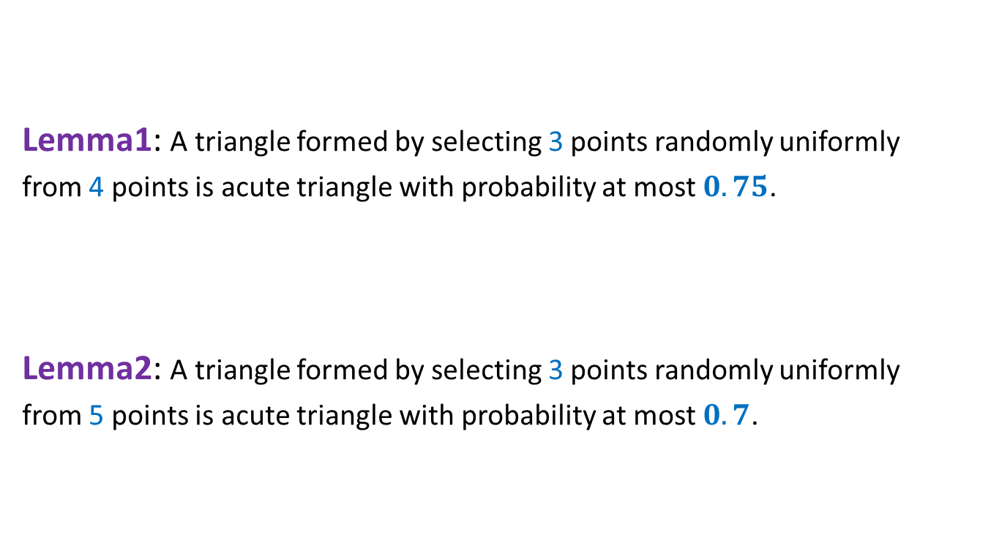 Lemma1: A triangle formed by selecting 3 points randomly uniformly
from 4 points is acute triangle with probability at most 0.75.
Lemma2: A triangle formed by selecting 3 points randomly uniformly
from 5 points is acute triangle with probability at most 0.7.